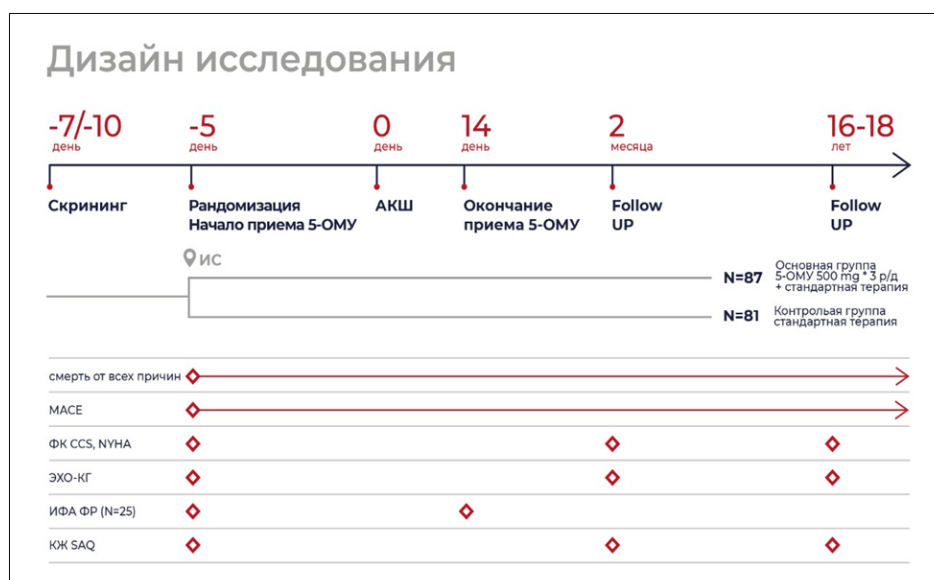 Дизайн исследования
-7/-10 -5 0 14 2 16-18
день день день день месяца лет
Скрининг Рандомизация АКШ Окончание Follow Follow
Начало приема 5-ОМУ приема 5-ОМУ UP UP
ИС
N=87 Основная группа
5-ОМУ 500 mg * 3 р/д
+ стандартная терапия
N=81 Контрольая группа
стандартная терапия
смерть от всех причин
MACE
ФК CCS, NYHA
ЭХО-КГ
ИФА ФР (N=25)
КЖ SAQ